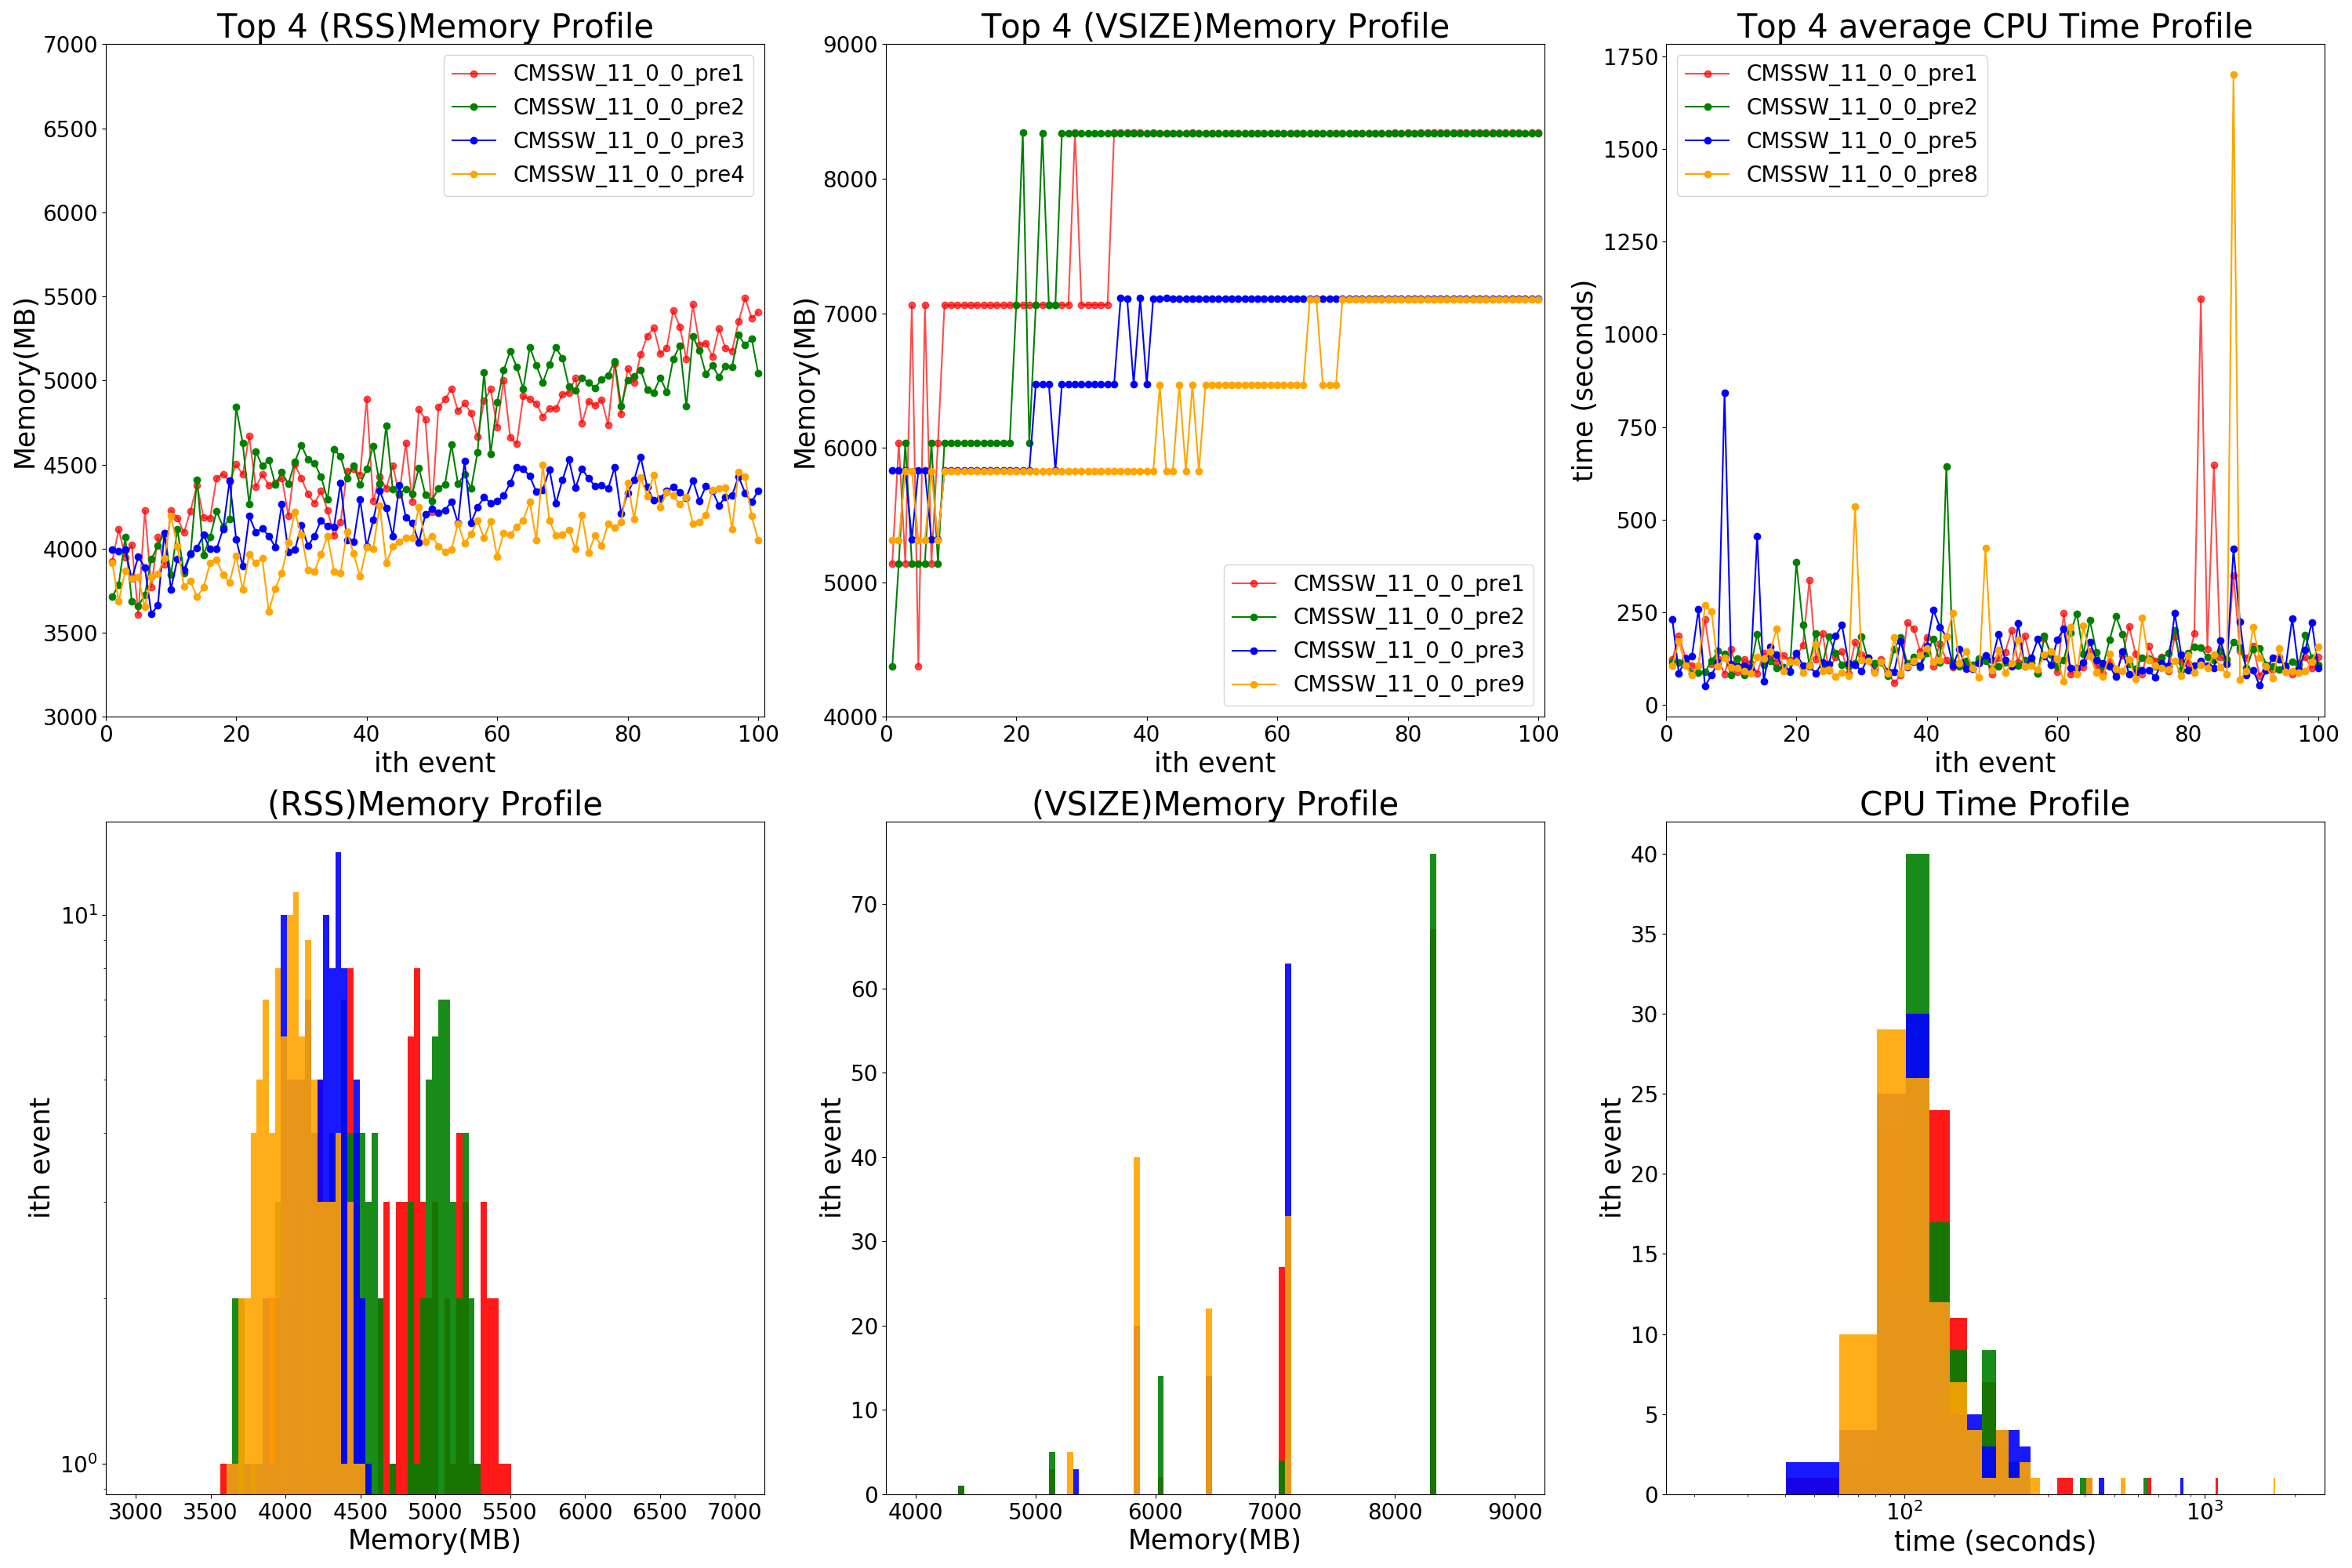 Top 4 (RSS)Memory Profile
7000
6500
6000
5500
5000
4500
4000
3500
3000
Memory(MB)
CMSSW_11_0_0_pre1
CMSSW_11_0_0_pre2
CMSSW_11_0_0_pre3
CMSSW_11_0_0_pre4
0 20 40 60 80 100
ith event
Top 4 (VSIZE)Memory Profile
9000
8000
7000
6000
5000
4000
Memory(MB)
CMSSW_11_0_0_pre1
CMSSW_11_0_0_pre2
CMSSW_11_0_0_pre3
CMSSW_11_0_0_pre9
0 20 40 60 80 100
ith event
Top 4 average CPU Time Profile
1750
1500
1250
1000
750
500
250
0
time (seconds)
CMSSW_11_0_0_pre1
CMSSW_11_0_0_pre2
CMSSW_11_0_0_pre5
CMSSW_11_0_0_pre8
0 20 40 60 80 100
ith event
(RSS)Memory Profile
10^1
10^0
ith event
3000 3500 4000 4500 5000 5500 6000 6500 7000
Memory(MB)
(VSIZE)Memory Profile
70
60
50
40
30
20
10
0
ith event
4000 5000 6000 7000 8000 9000
Memory(MB)
CPU Time Profile
40
35
30
25
20
15
10
5
0
ith event
10^2 10^3
time (seconds)